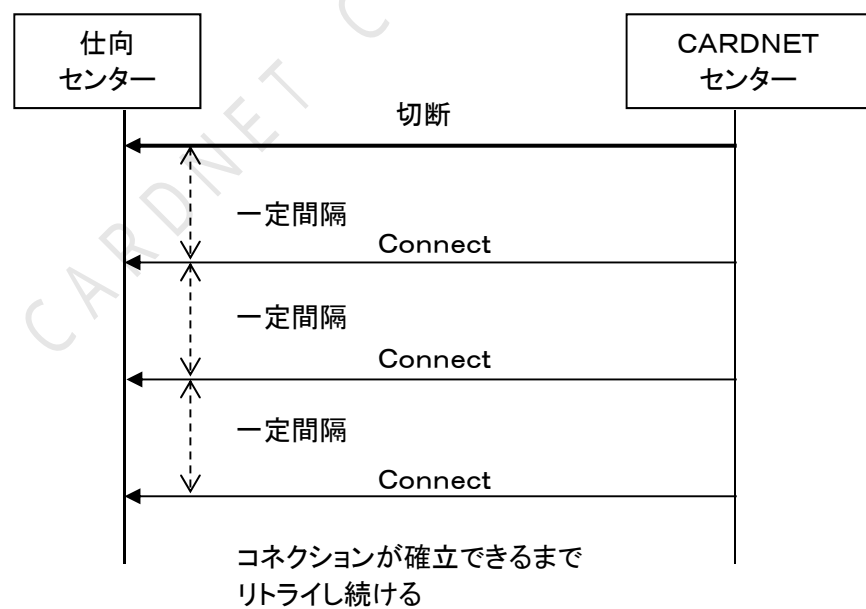 仕向
センター
CARDNET
センター
切断
一定間隔
Connect
一定間隔
Connect
一定間隔
Connect
コネクションが確立できるまで
リトライし続ける
CARDNET C